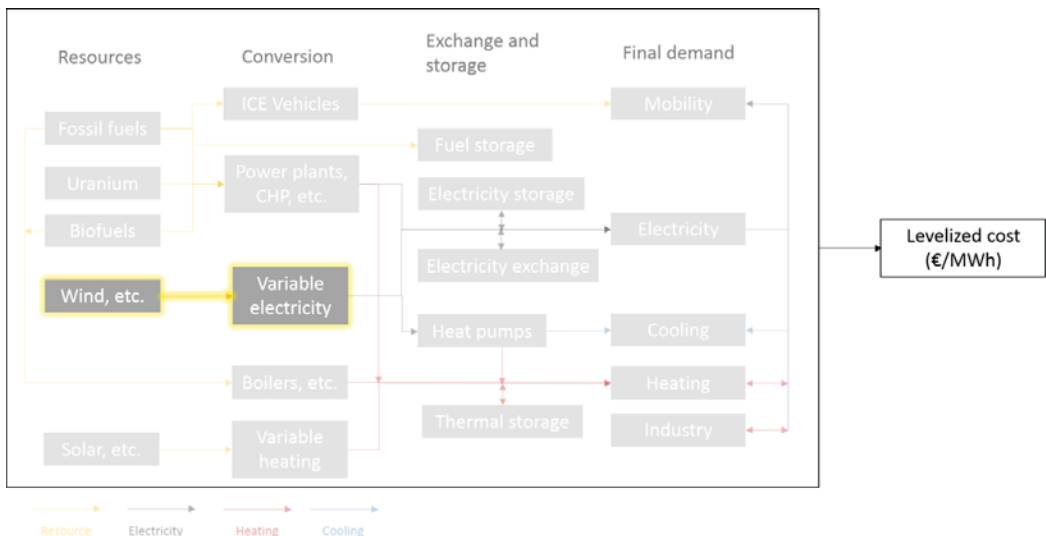 Resources
Conversion
Exchange and
storage
Final demand
Fossil fuels
Uranium
Biofuels
Wind, etc.
Solar, etc.
ICE Vehicles
Power plants,
CHP, etc.
Variable
electricity
Boilers, etc.
Variable
heating
Fuel storage
Electricity storage
Electricity exchange
Heat pumps
Thermal storage
Mobility
Electricity
Cooling
Heating
Industry
Levelized cost
(€/MWh)
Resource
Electricity
Heating
Cooling